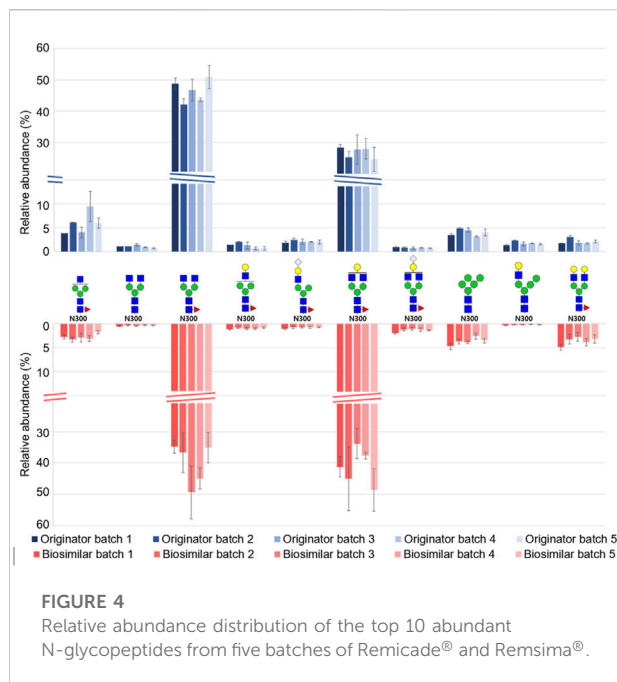 60
50
40
30
10
5
0
Relative abundance (%)
Relative abundance (%)
N300 N300 N300 N300 N300 N300 N300 N300 N300 N300
0
5
10
30
40
50
60
Relative abundance (%)
Originator batch 1 Originator batch 2 Originator batch 3 Originator batch 4 Originator batch 5
Biosimilar batch 1 Biosimilar batch 2 Biosimilar batch 3 Biosimilar batch 4 Biosimilar batch 5
FIGURE 4
Relative abundance distribution of the top 10 abundant
N-glycopeptides from five batches of Remicade® and Remsima®.